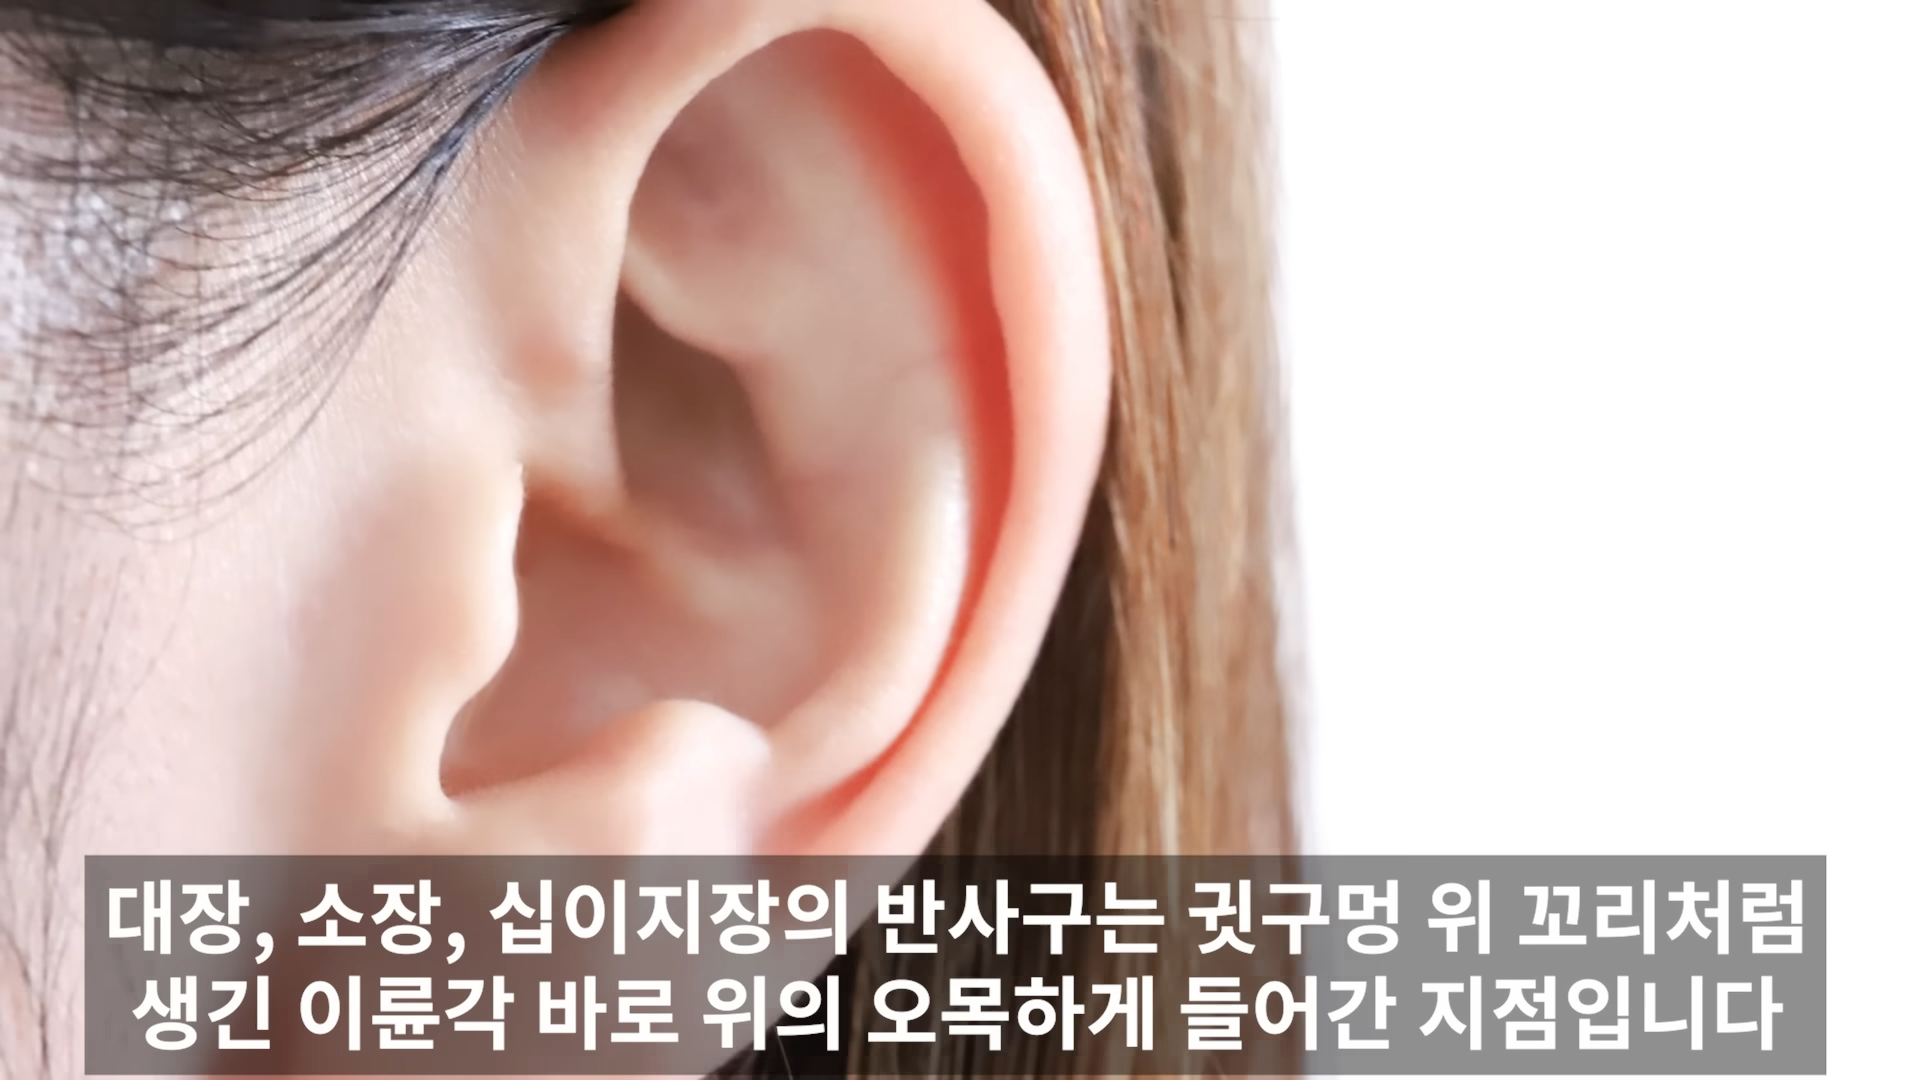 대장, 소장, 십이지장의 반사구는 귓구멍 위 꼬리처럼
생긴 이륜각 바로 위의 오목하게 들어간 지점입니다